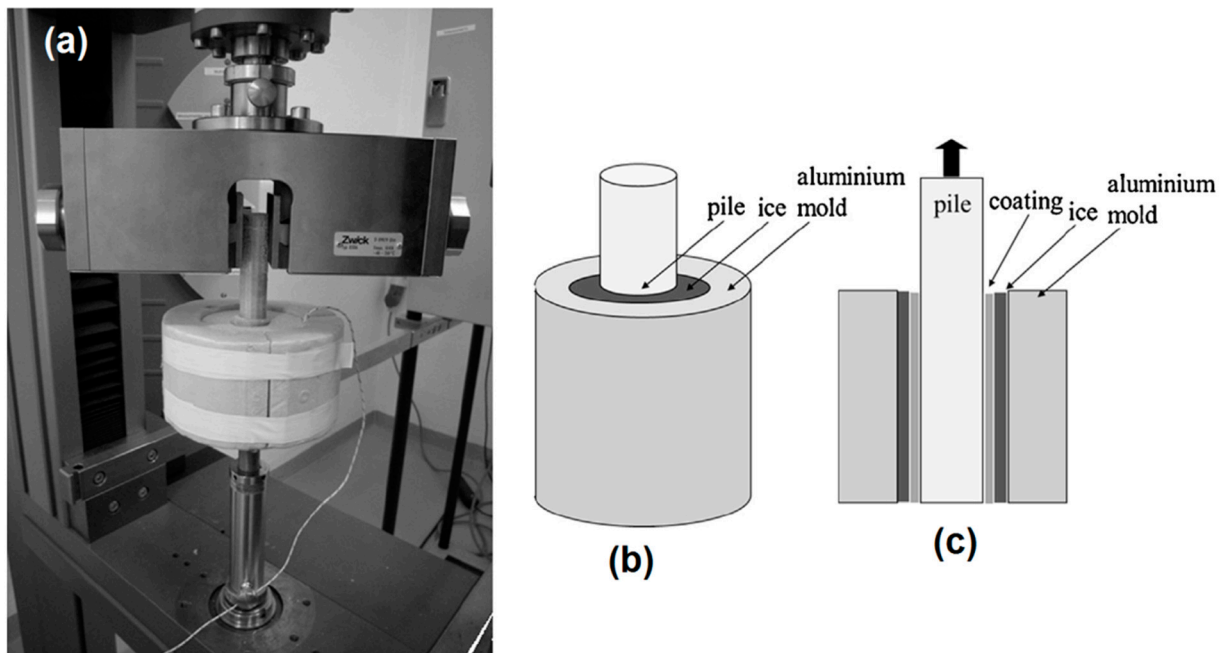 (a)
Zwick
pile
ice
aluminium
mold
(b)
pile
coating
ice
aluminium
mold
(c)